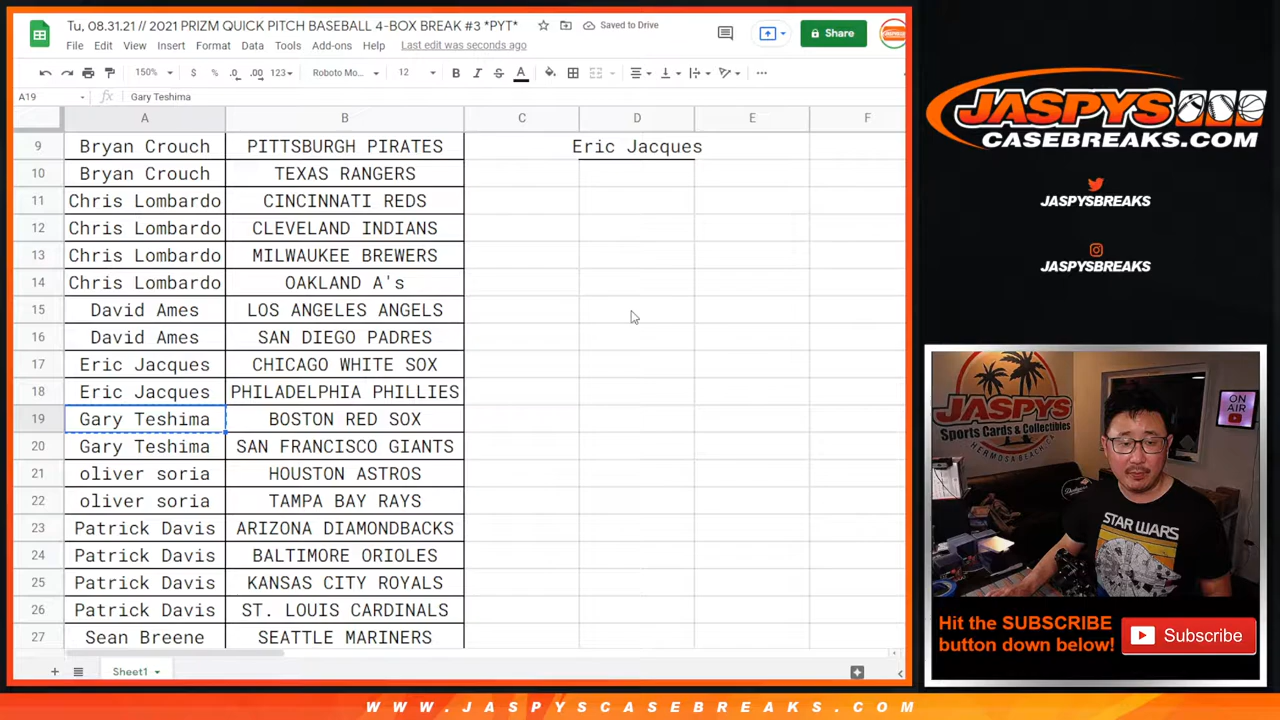 Tu, 08.31.21 // 2021 PRIZM QUICK PITCH BASEBALL 4-BOX BREAK #3 *PYT*
Saved to Drive
File Edit View Insert Format Data Tools Add-ons Help Last edit was seconds ago
Share
150% $ % .0 .00 123 Roboto Mo... 12 B I S A
A19 fx Gary Teshima
A B C D E F
9 Bryan Crouch PITTSBURGH PIRATES Eric Jacques
10 Bryan Crouch TEXAS RANGERS
11 Chris Lombardo CINCINNATI REDS
12 Chris Lombardo CLEVELAND INDIANS
13 Chris Lombardo MILWAUKEE BREWERS
14 Chris Lombardo OAKLAND A's
15 David Ames LOS ANGELES ANGELS
16 David Ames SAN DIEGO PADRES
17 Eric Jacques CHICAGO WHITE SOX
18 Eric Jacques PHILADELPHIA PHILLIES
19 Gary Teshima BOSTON RED SOX
20 Gary Teshima SAN FRANCISCO GIANTS
21 oliver soria HOUSTON ASTROS
22 oliver soria TAMPA BAY RAYS
23 Patrick Davis ARIZONA DIAMONDBACKS
24 Patrick Davis BALTIMORE ORIOLES
25 Patrick Davis KANSAS CITY ROYALS
26 Patrick Davis ST. LOUIS CARDINALS
27 Sean Breene SEATTLE MARINERS
Sheet1
JASPYS
CASEBREAKS.COM
JASPYSBREAKS
JASPYSBREAKS
JASPYS
Sports Cards & Collectibles
HERMOSA BEACH, CA
ON AIR
STAR WARS
Hit the SUBSCRIBE
button down below!
Subscribe
WWW.JASPYSCASEBREAKS.COM